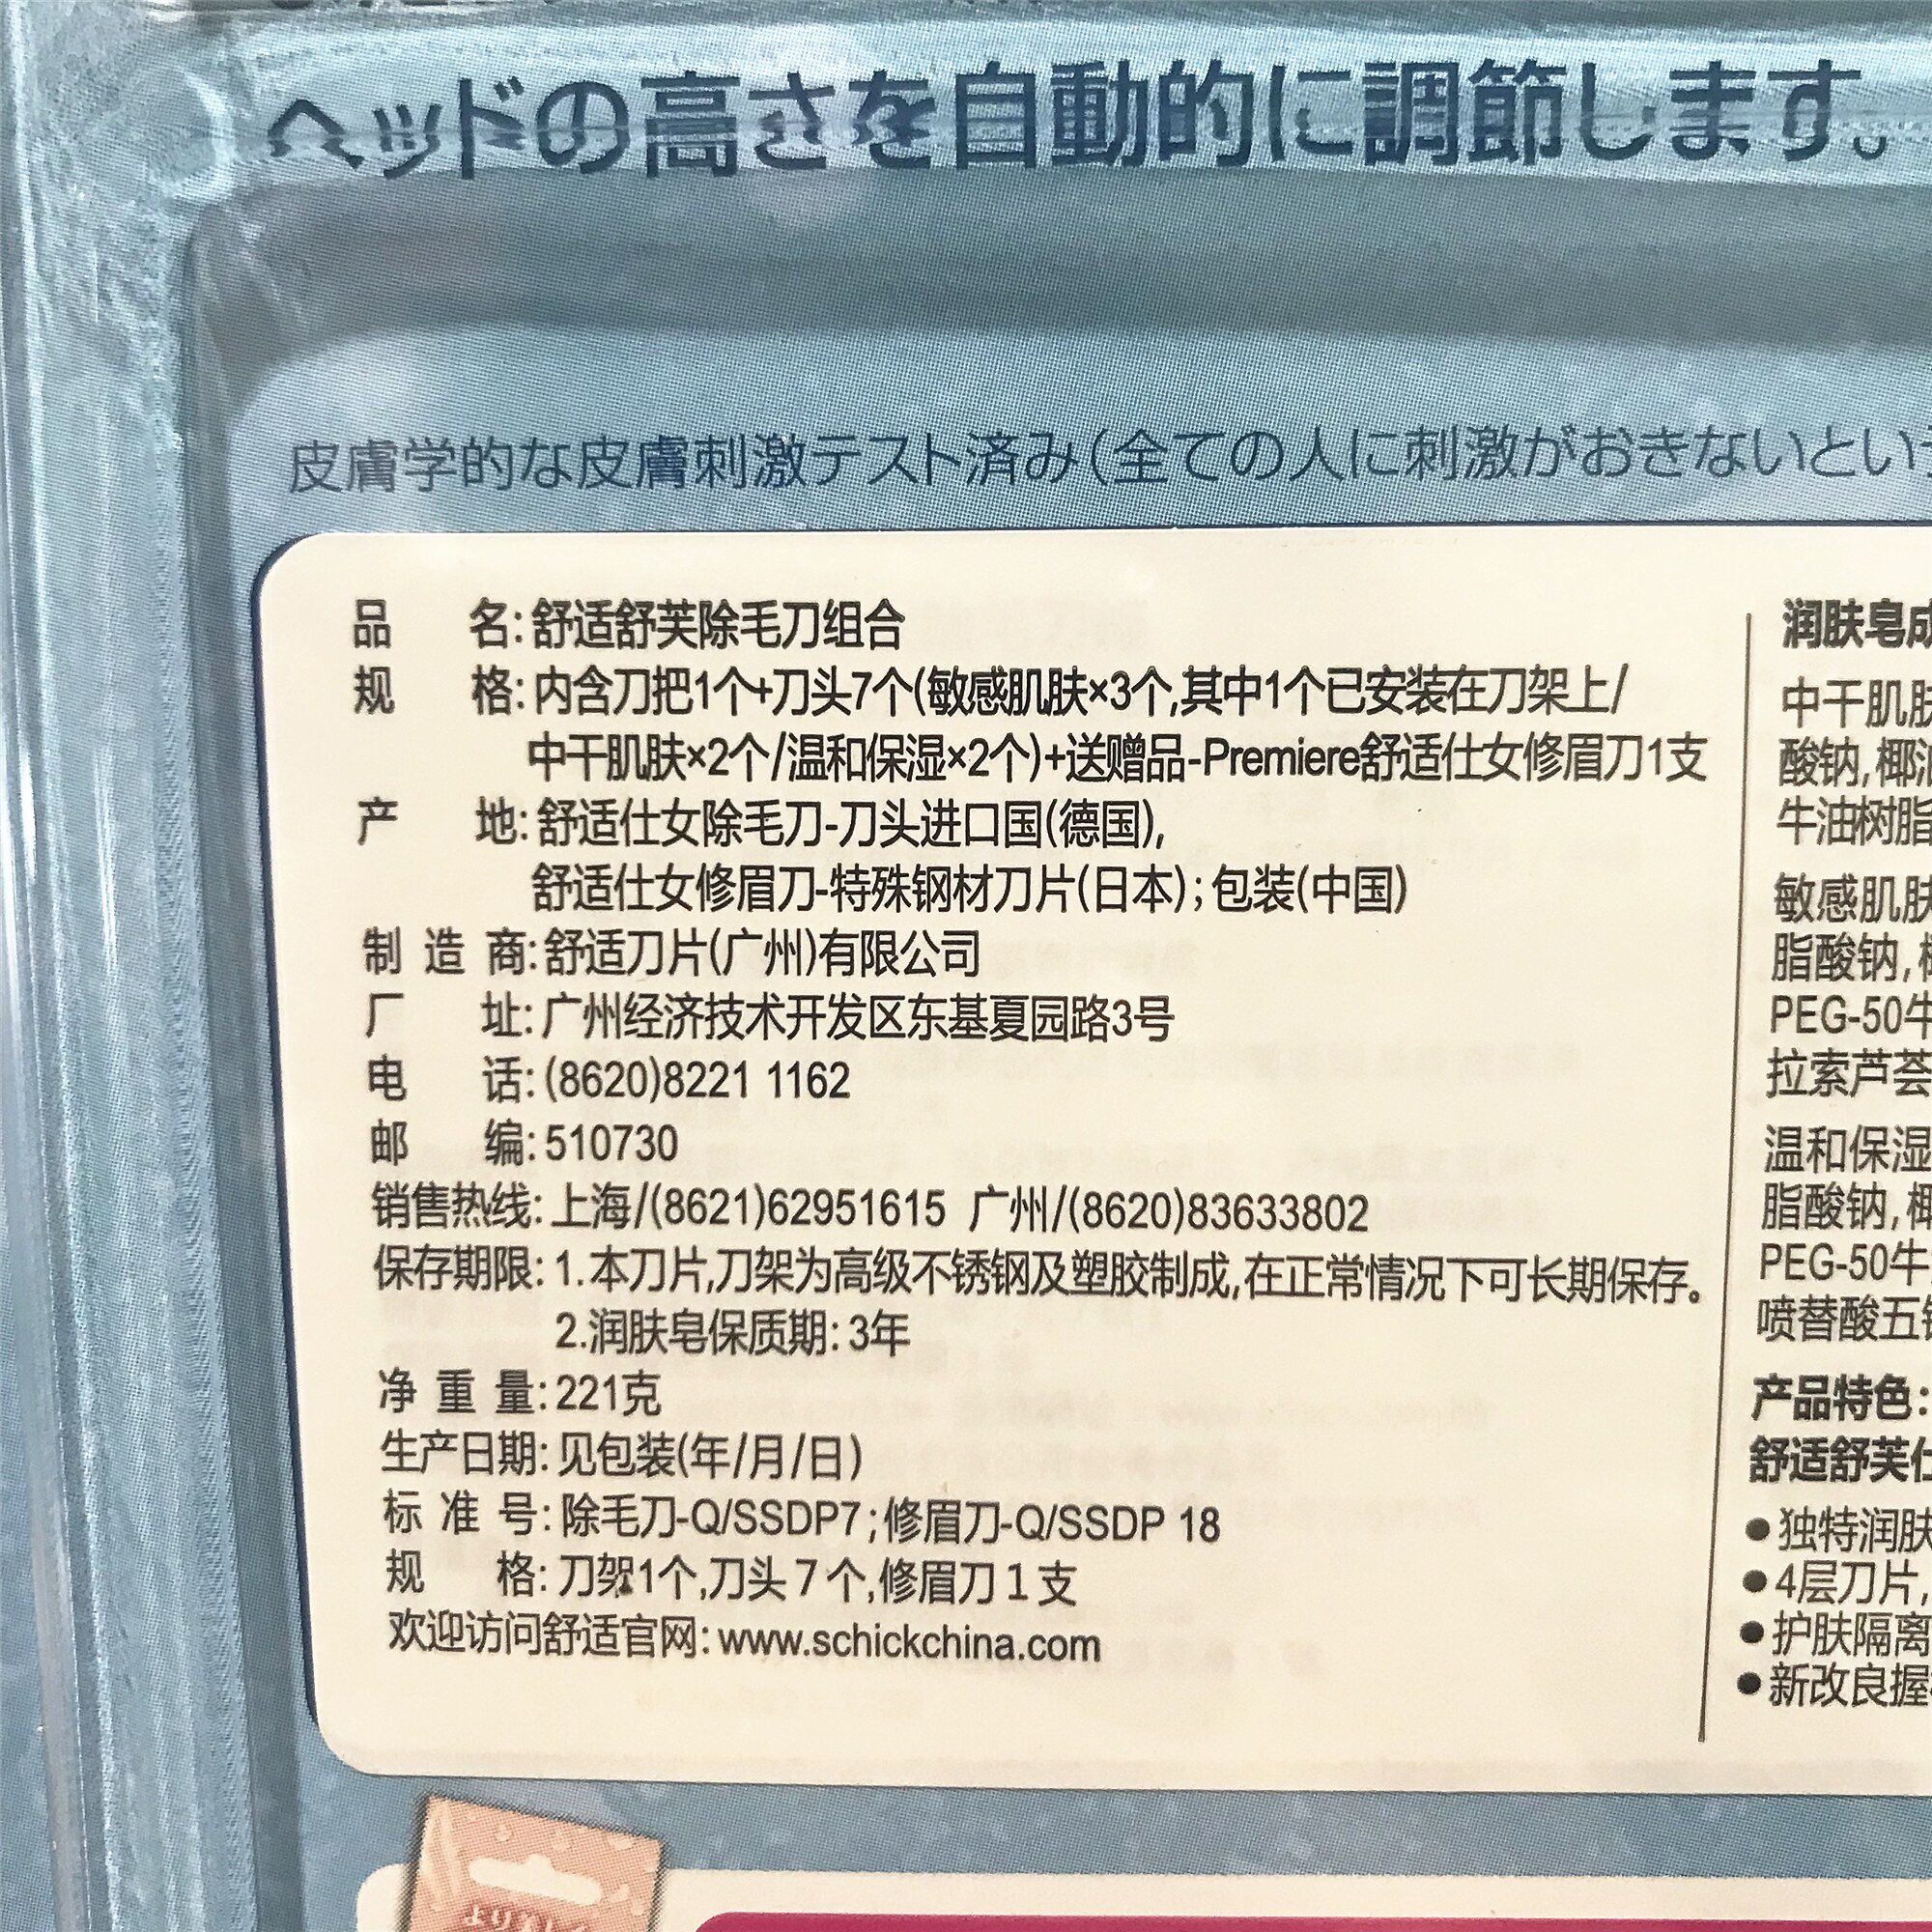 ヘッドの高さを自動的に調節します。
皮膚学的な皮膚刺激テスト済み(全ての人に刺激がおきないとい
品 名:舒适舒芙除毛刀组合
规 格:内含刀把1个+刀头7个(敏感肌肤×3个,其中1个已安装在刀架上/
中干肌肤×2个/温和保湿×2个)+送赠品-Premiere舒适仕女修眉刀1支
产 地:舒适仕女除毛刀-刀头进口国(德国),
舒适仕女修眉刀-特殊钢材刀片(日本);包装(中国)
制 造 商:舒适刀片(广州)有限公司
厂 址:广州经济技术开发区东基夏园路3号
电 话:(8620)8221 1162
邮 编:510730
销售热线:上海/(8621)62951615 广州/(8620)83633802
保存期限:1.本刀片,刀架为高级不锈钢及塑胶制成,在正常情况下可长期保存。
2.润肤皂保质期:3年
净 重 量:221克
生产日期:见包装(年/月/日)
标 准 号:除毛刀-Q/SSDP7;修眉刀-Q/SSDP 18
规 格:刀架1个,刀头7个,修眉刀1支
欢迎访问舒适官网:www.schickchina.com
润肤皂成
中干肌肤
酸钠,椰油
牛油树脂
敏感肌肤
脂酸钠,椰
PEG-50牛
拉索芦荟
温和保湿
脂酸钠,椰
PEG-50牛
喷替酸五钠
产品特色:
舒适舒芙仕
●独特润肤
●4层刀片,
●护肤隔离
●新改良握
より美しく